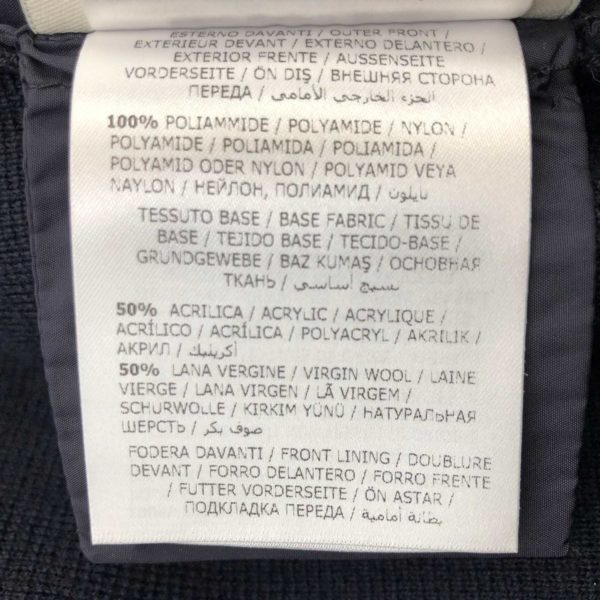 ESTERNO DAVANTI / OUTER FRONT /
EXTERIEUR DEVANT / EXTERNO DELANTERO /
EXTERIOR FRENTE / AUSSENSEITE
VORDERSEITE / ÖN DIŞ / ВНЕШНЯЯ СТОРОНА
ПЕРЕДА / الجزء الخارجي الأمامي
100% POLIAMMIDE / POLYAMIDE / NYLON /
POLYAMIDE / POLIAMIDA / POLIAMIDA /
POLYAMID ODER NYLON / POLYAMID VEYA
NAYLON / НЕЙЛОН, ПОЛИАМИД / نايلون
TESSUTO BASE / BASE FABRIC / TISSU DE
BASE / TEJIDO BASE / TECIDO-BASE /
GRUNDGEWEBE / BAZ KUMAŞ / ОСНОВНАЯ
ТКАНЬ / نسيج أساسي
50% ACRILICA / ACRYLIC / ACRYLIQUE /
ACRÍLICO / ACRÍLICA / POLYACRYL / AKRILIK /
АКРИЛ / أكريليك
50% LANA VERGINE / VIRGIN WOOL / LAINE
VIERGE / LANA VIRGEN / LÃ VIRGEM /
SCHURWOLLE / KIRKIM YÜNÜ / НАТУРАЛЬНАЯ
ШЕРСТЬ / صوف بكر
FODERA DAVANTI / FRONT LINING / DOUBLURE
DEVANT / FORRO DELANTERO / FORRO FRENTE
/ FUTTER VORDERSEITE / ÖN ASTAR /
ПОДКЛАДКА ПЕРЕДА / بطانة أمامية